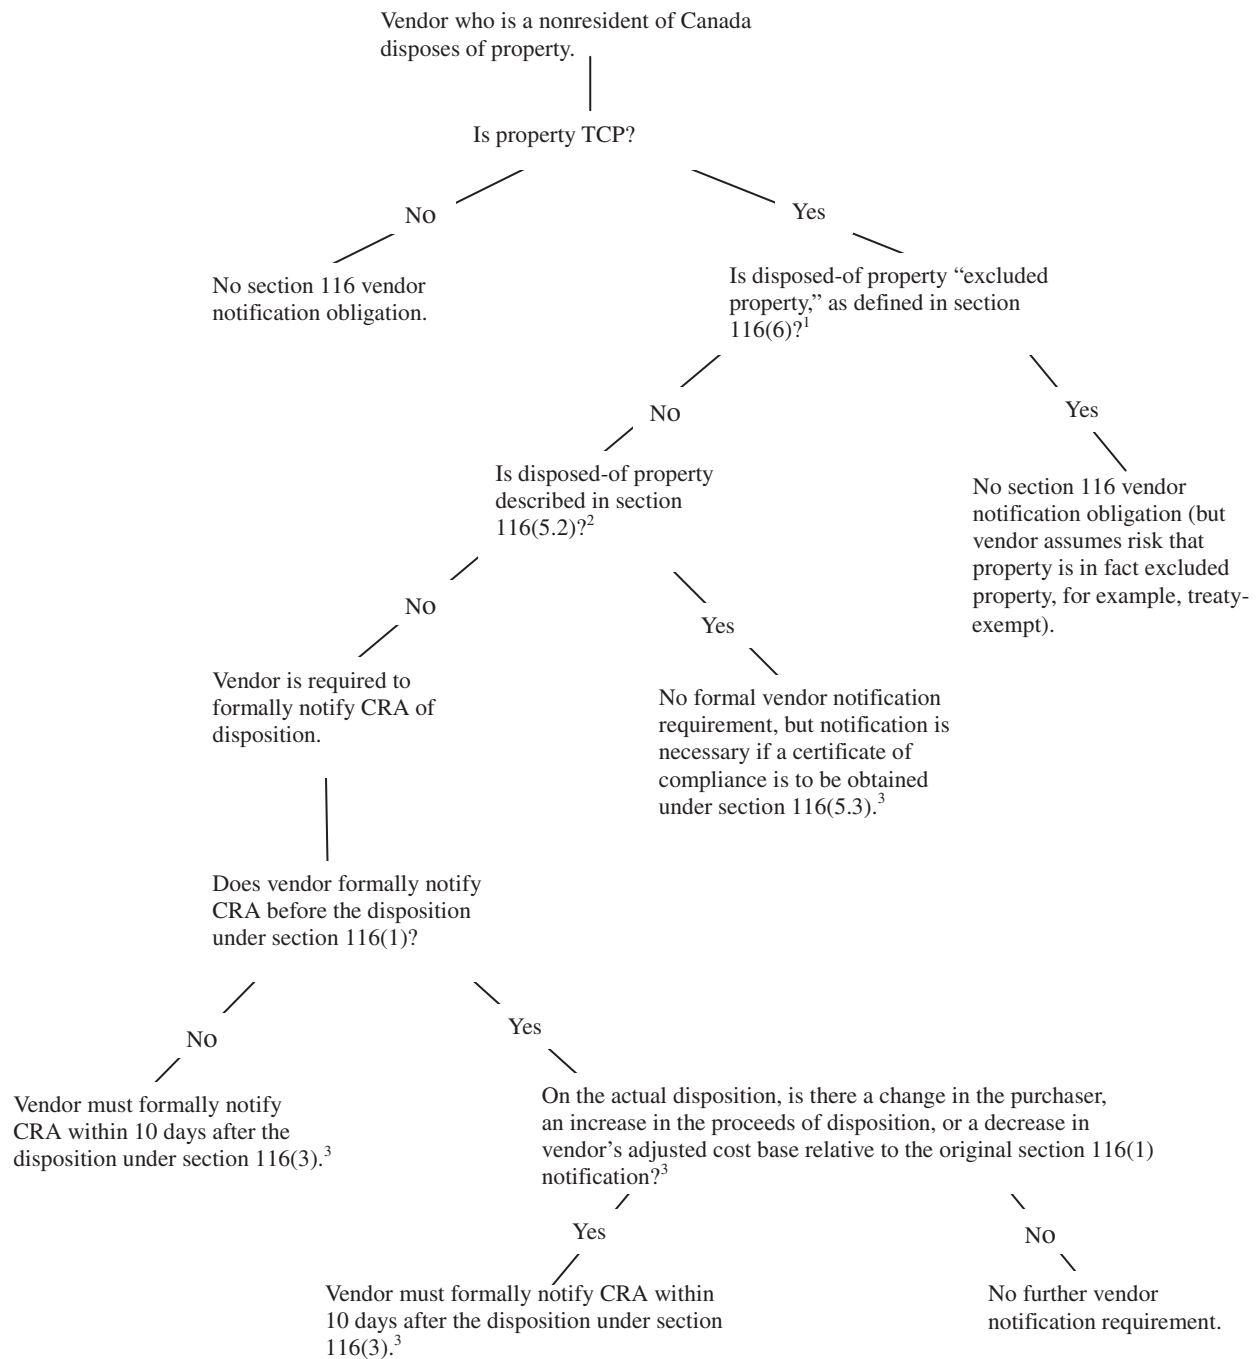 Vendor who is a nonresident of Canada
disposes of property.
Is property TCP?
No
Yes
No section 116 vendor
notification obligation.
Is disposed-of property “excluded
property,” as defined in section
116(6)?1
No
Yes
Is disposed-of property
described in section
116(5.2)?2
No section 116 vendor
notification obligation (but
vendor assumes risk that
property is in fact excluded
property, for example, treaty-
exempt).
No
Yes
Vendor is required to
formally notify CRA of
disposition.
No formal vendor notification
requirement, but notification is
necessary if a certificate of
compliance is to be obtained
under section 116(5.3).3
Does vendor formally notify
CRA before the disposition
under section 116(1)?
No
Yes
Vendor must formally notify
CRA within 10 days after the
disposition under section 116(3).3
On the actual disposition, is there a change in the purchaser,
an increase in the proceeds of disposition, or a decrease in
vendor’s adjusted cost base relative to the original section 116(1)
notification?3
Yes
No
Vendor must formally notify CRA within
10 days after the disposition under section
116(3).3
No further vendor
notification requirement.